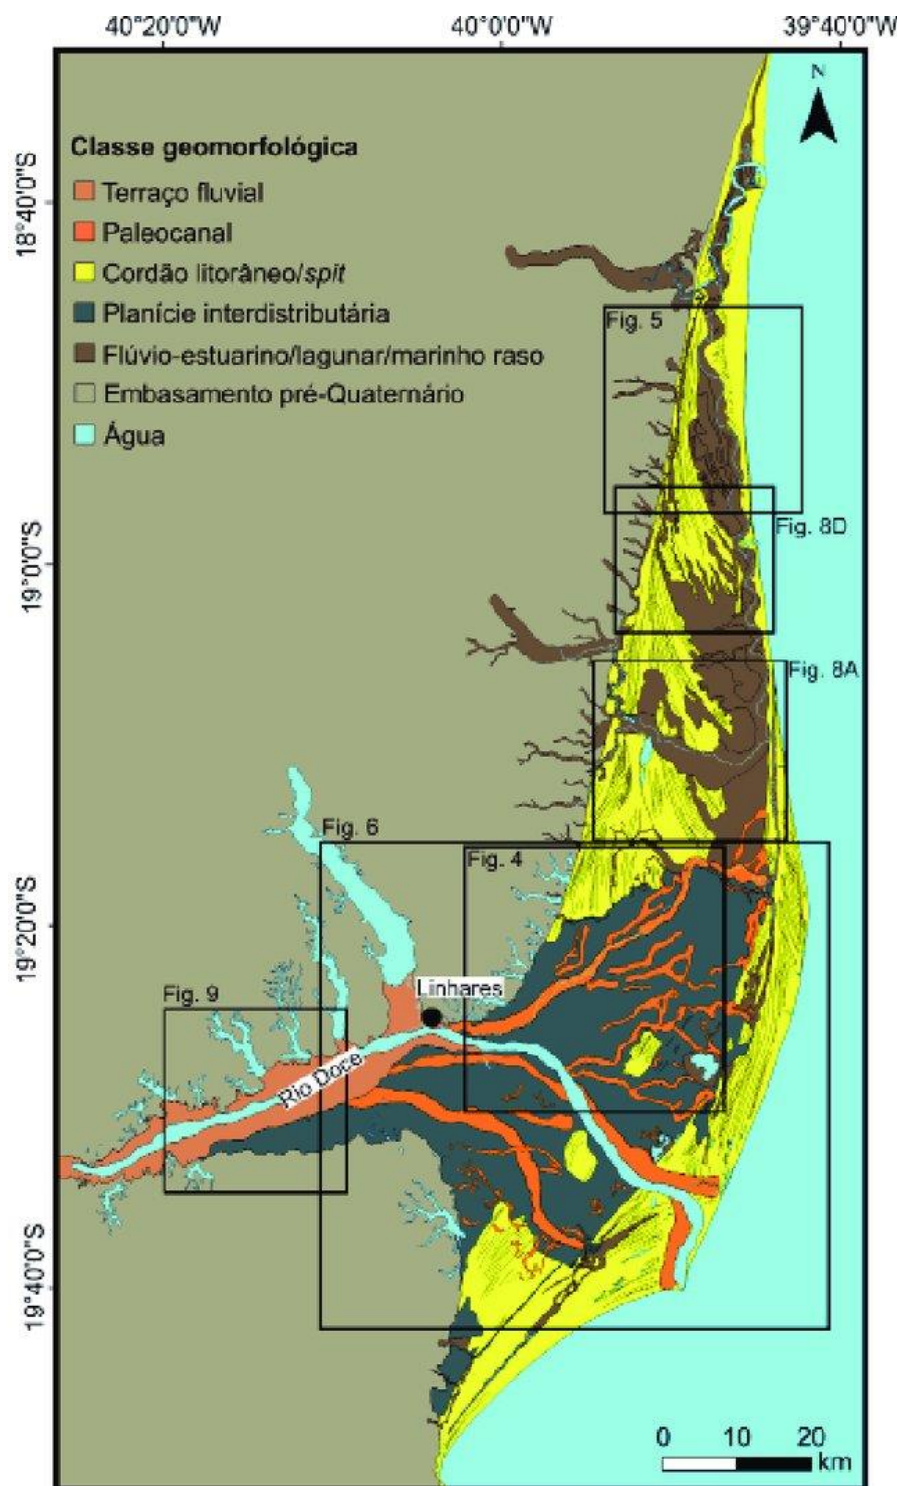 40°20'0"W 40°0'0"W 39°40'0"W
N
Classe geomorfológica
Terraço fluvial
Paleocanal
Cordão litorâneo/spit
Planície interdistributária
Flúvio-estuarino/lagunar/marinho raso
Embasamento pré-Quaternário
Água
18°40'0"S
19°0'0"S
19°20'0"S
19°40'0"S
Fig. 5
Fig. 8D
Fig. 8A
Fig. 6
Fig. 4
Linhares
Fig. 9
Rio Doce
0 10 20
km